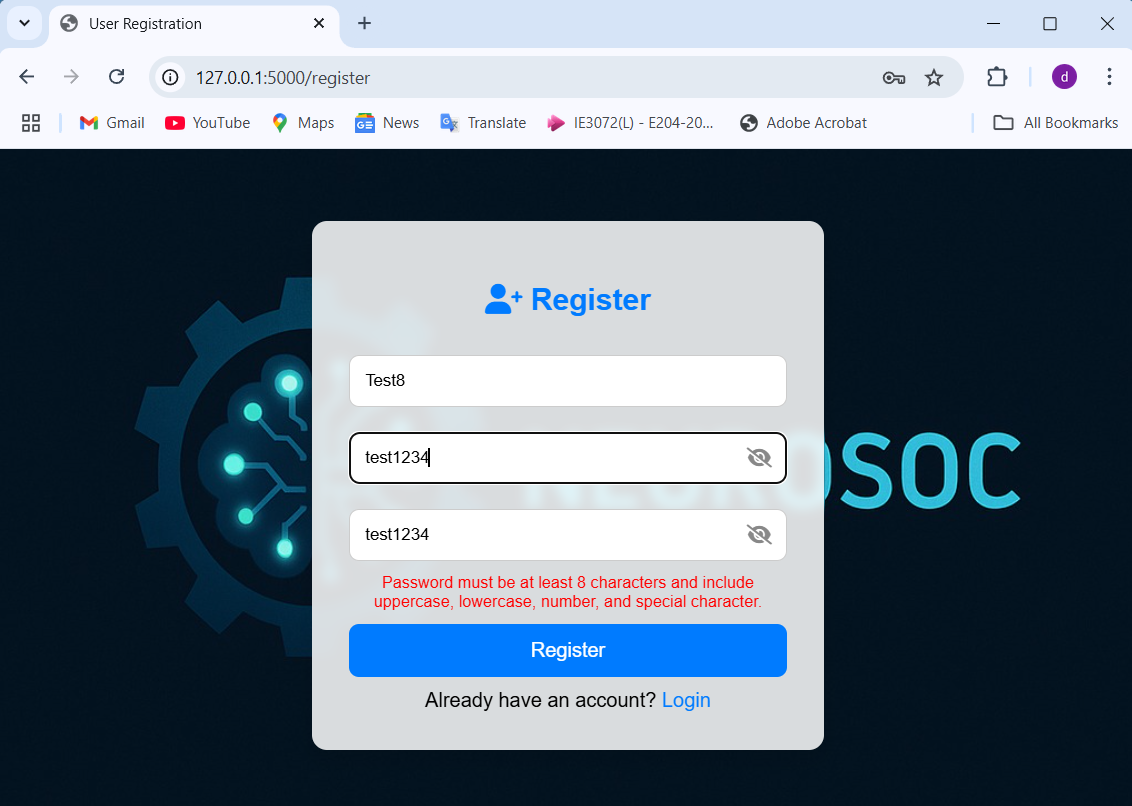 User Registration
127.0.0.1:5000/register
d
Gmail
YouTube
Maps
News
Translate
IE3072(L) - E204-20...
Adobe Acrobat
All Bookmarks
Register
Test8
test1234
NEUROSOC
test1234
Password must be at least 8 characters and include
uppercase, lowercase, number, and special character.
Register
Already have an account? Login